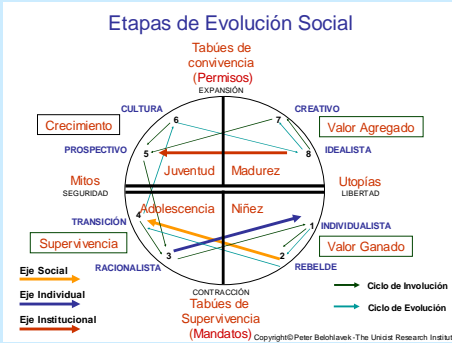 Etapas de Evolución Social
Tabúes de
convivencia
(Permisos)
EXPANSIÓN
CULTURA
CREATIVO
6
7
Crecimiento
Valor Agregado
PROSPECTIVO
5
8
IDEALISTA
Juventud
Madurez
Mitos
SEGURIDAD
Utopías
LIBERTAD
Adolescencia
Niñez
TRANSICIÓN
4
1
INDIVIDUALISTA
Supervivencia
Valor Ganado
3
2
RACIONALISTA
REBELDE
Eje Social
Eje Individual
Eje Institucional
CONTRACCIÓN
Tabúes de
Supervivencia
(Mandatos)
Ciclo de Involución
Ciclo de Evolución
Copyright© Peter Belohlavek -The Unicist Research Institut